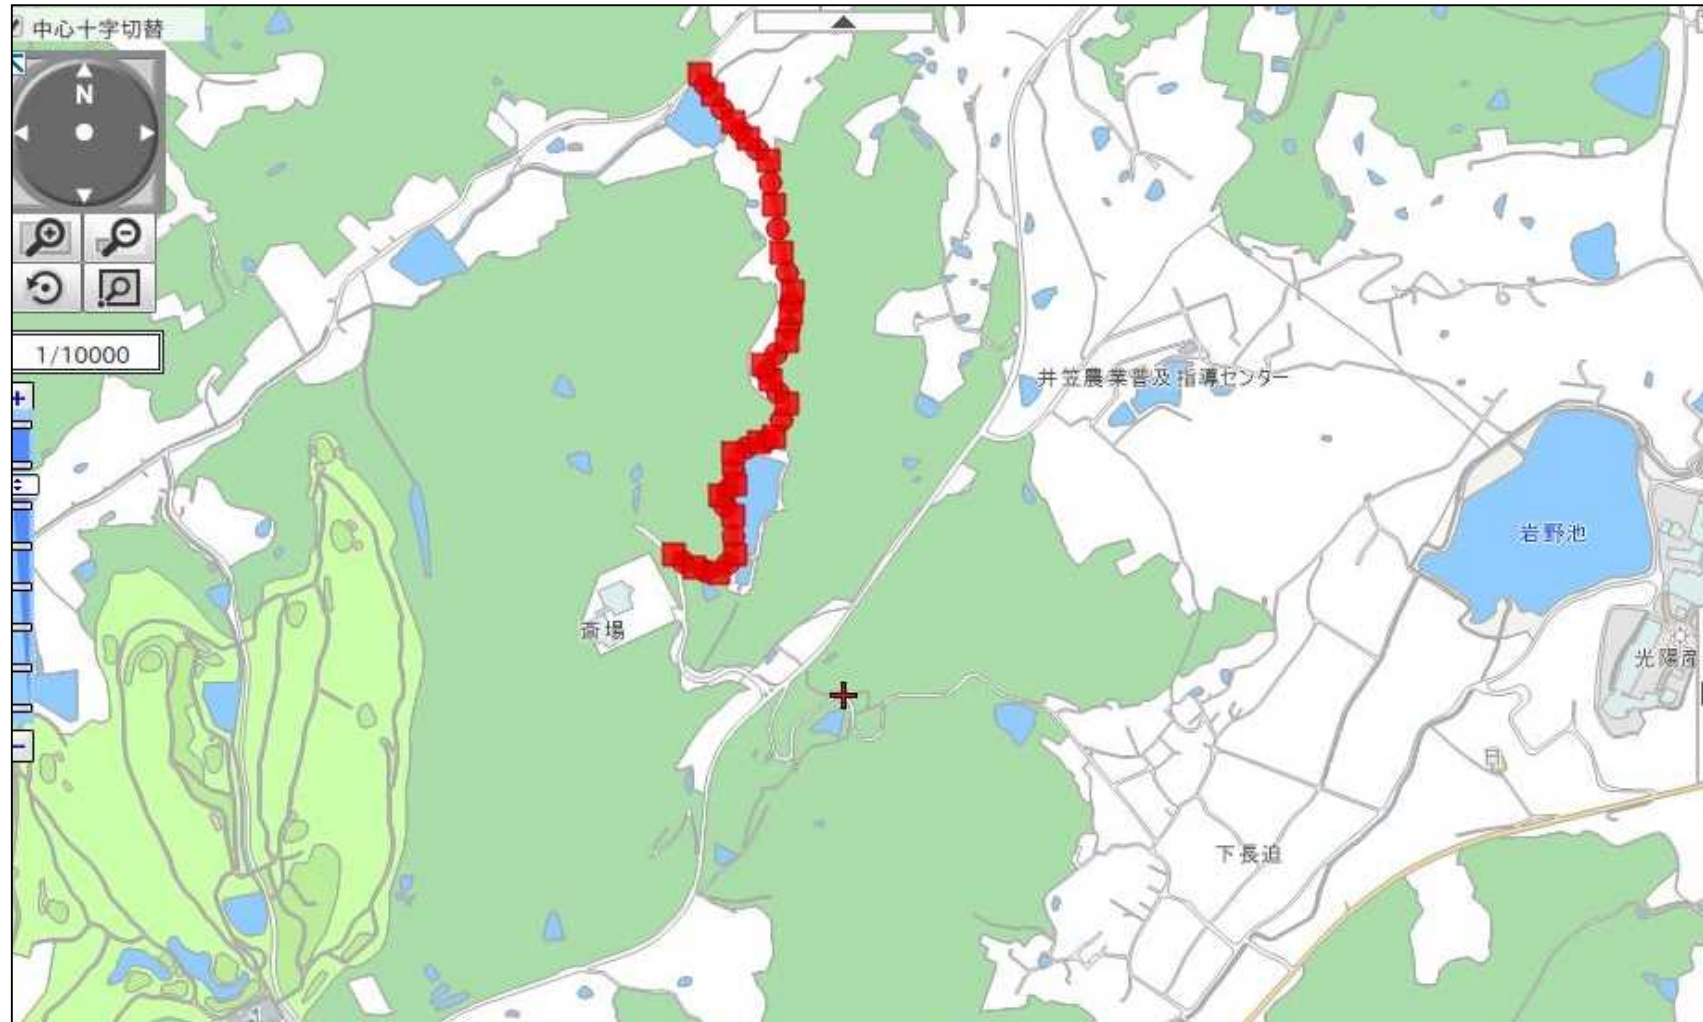 中心十字切替
N
1/10000
+
井笠農業普及指導センター
岩野池
斎場
光陽産
下長迫
−